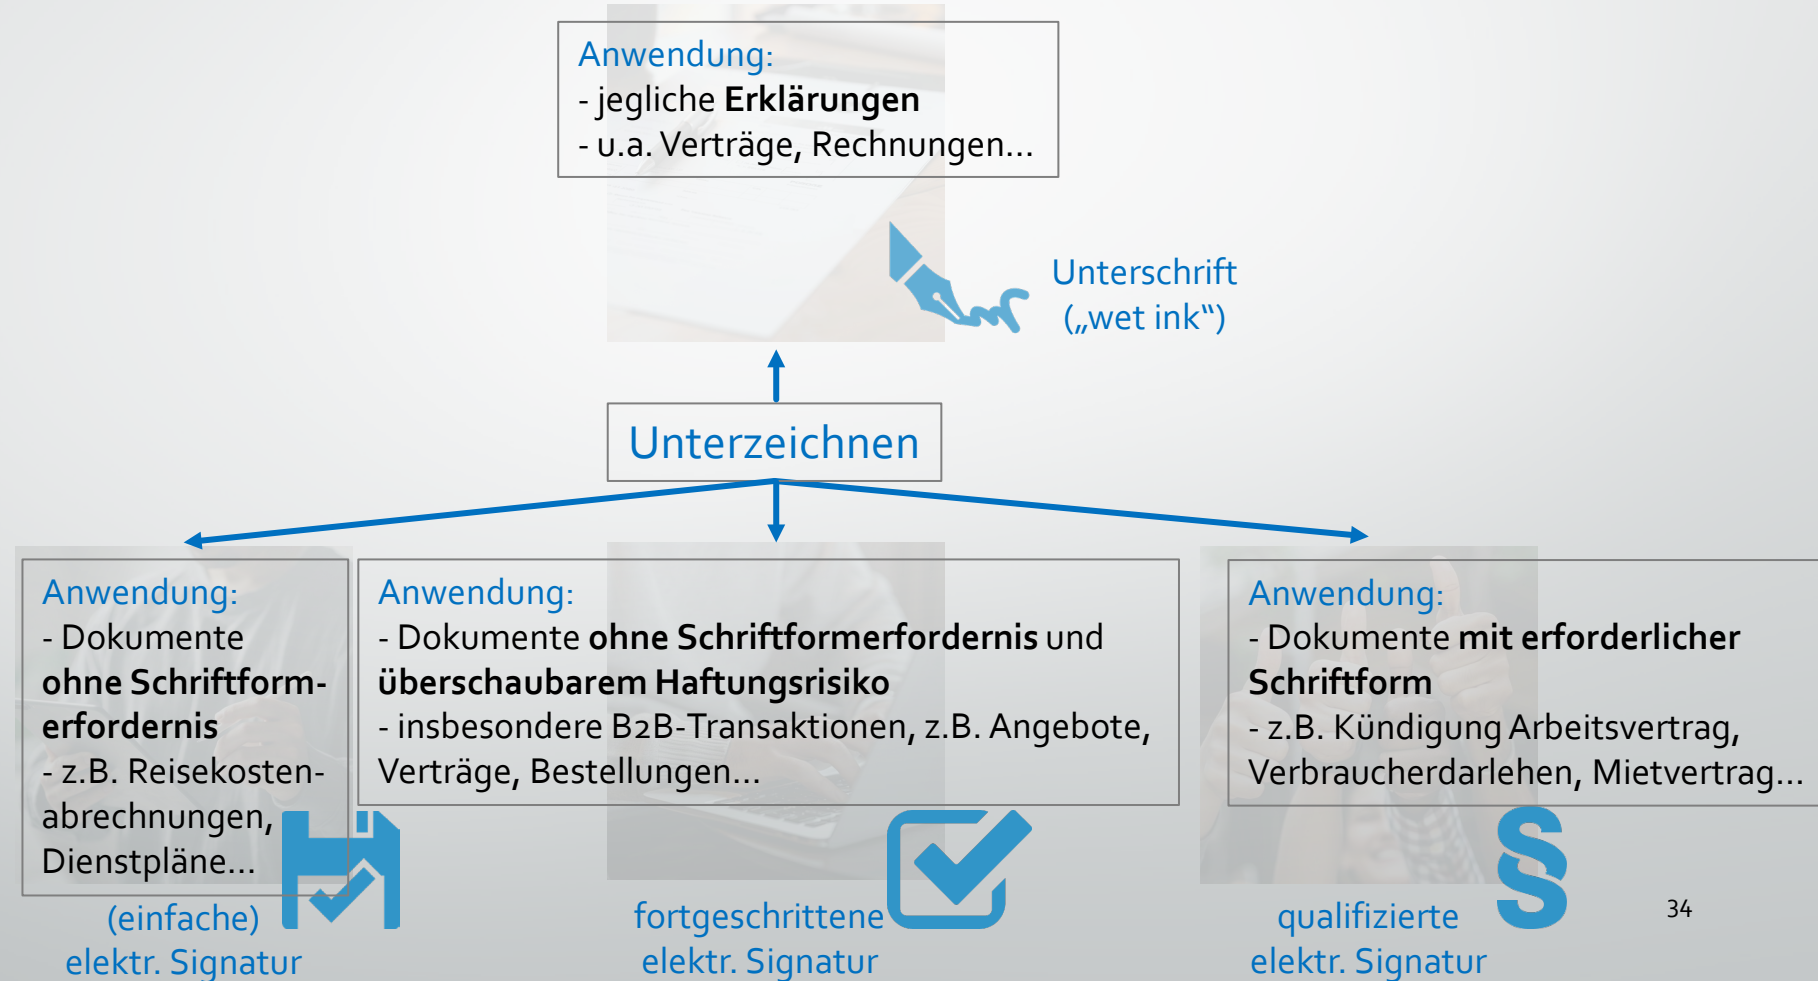 Anwendung:
- jegliche Erklärungen
- u.a. Verträge, Rechnungen...
Unterschrift
(„wet ink“)
Unterzeichnen
Anwendung:
- Dokumente
ohne Schriftform-
erfordernis
- z.B. Reisekosten-
abrechnungen,
Dienstpläne...
(einfache)
elektr. Signatur
Anwendung:
- Dokumente ohne Schriftformerfordernis und
überschaubarem Haftungsrisiko
- insbesondere B2B-Transaktionen, z.B. Angebote,
Verträge, Bestellungen...
fortgeschrittene
elektr. Signatur
Anwendung:
- Dokumente mit erforderlicher
Schriftform
- z.B. Kündigung Arbeitsvertrag,
Verbraucherdarlehen, Mietvertrag...
§
qualifizierte
elektr. Signatur
34